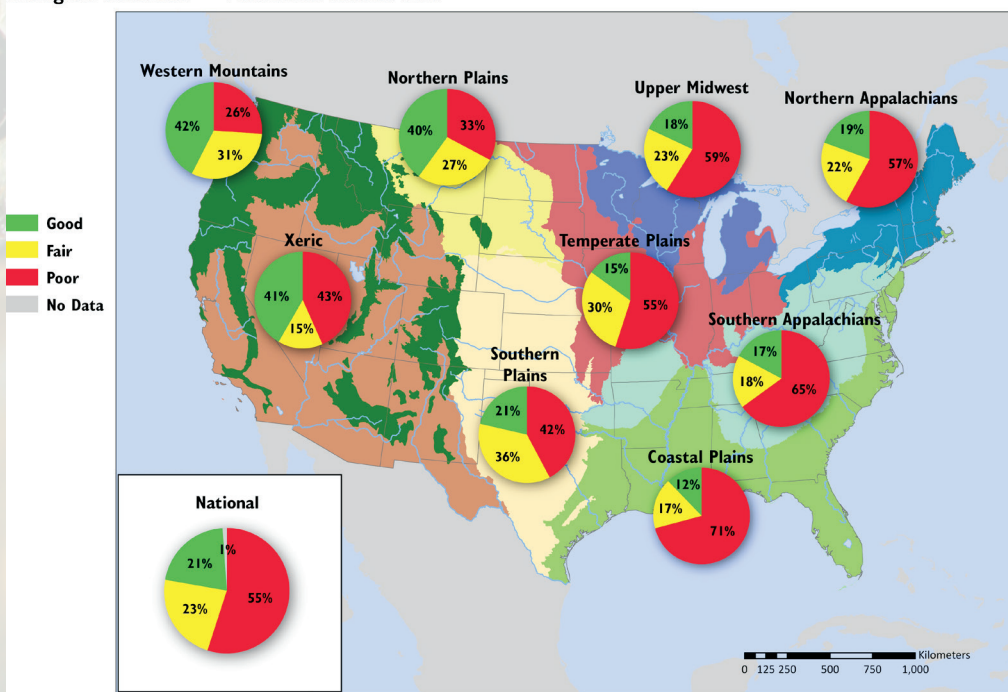 Western Mountains
26%
42%
31%
Northern Plains
33%
40%
27%
Upper Midwest
18%
23%
59%
Northern Appalachians
19%
22%
57%
Good
Fair
Poor
No Data
Xeric
41%
43%
15%
Temperate Plains
15%
30%
55%
Southern Appalachians
17%
18%
65%
Southern
Plains
21%
42%
36%
Coastal Plains
12%
17%
71%
National
1%
21%
23%
55%
Kilometers
0 125 250 500 750 1,000